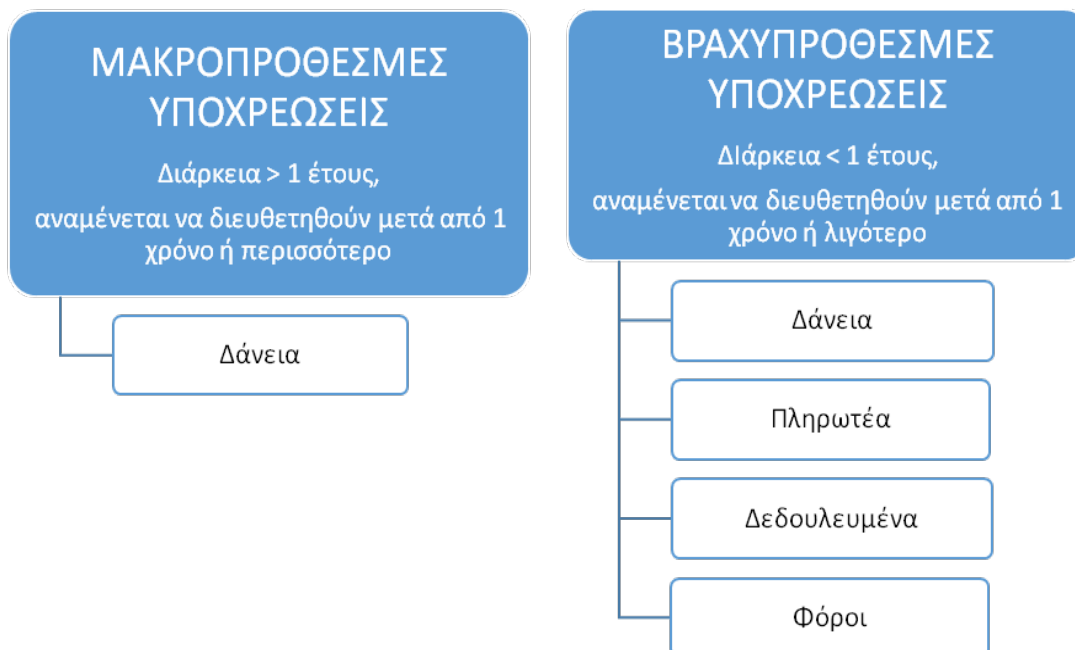 ΜΑΚΡΟΠΡΟΘΕΣΜΕΣ
ΥΠΟΧΡΕΩΣΕΙΣ
Διάρκεια > 1 έτους,
αναμένεται να διευθετηθούν μετά από 1
χρόνο ή περισσότερο
Δάνεια
ΒΡΑΧΥΠΡΟΘΕΣΜΕΣ
ΥΠΟΧΡΕΩΣΕΙΣ
ΔΙάρκεια < 1 έτους,
αναμένεται να διευθετηθούν μετά από 1
χρόνο ή λιγότερο
Δάνεια
Πληρωτέα
Δεδουλευμένα
Φόροι